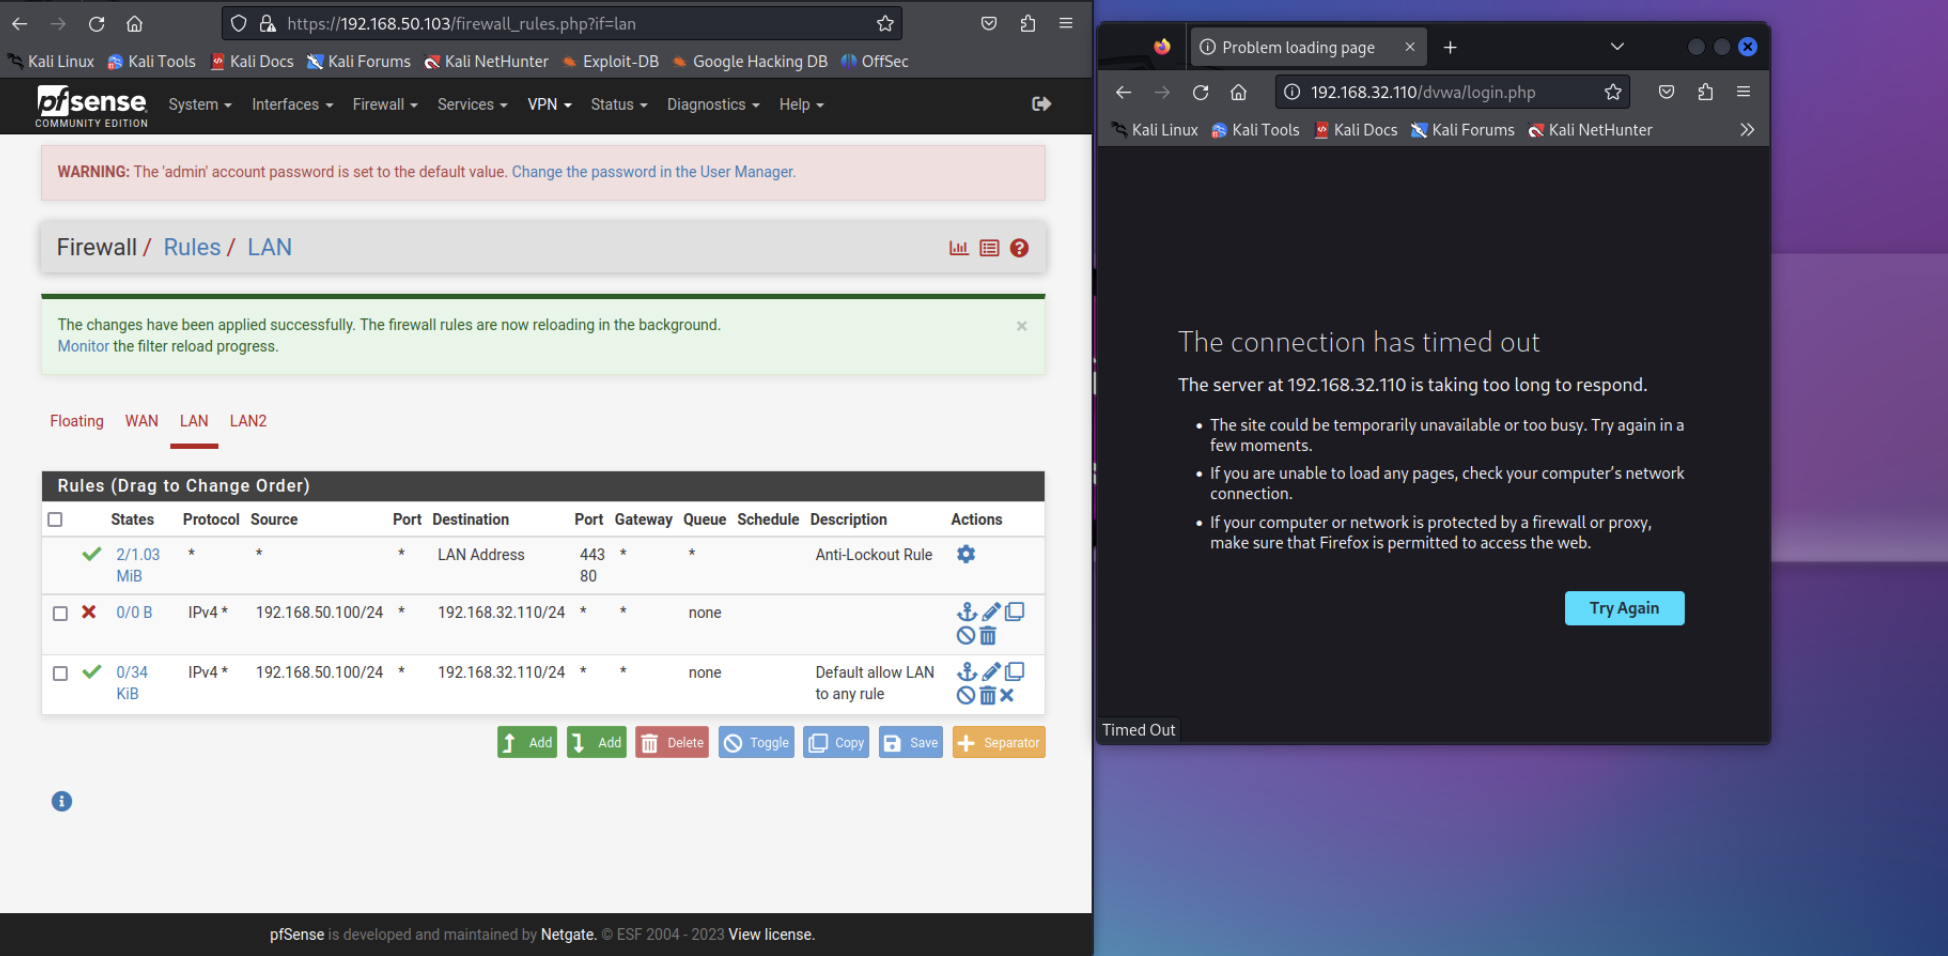 https://192.168.50.103/firewall_rules.php?if=lan
Kali Linux Kali Tools Kali Docs Kali Forums Kali NetHunter Exploit-DB Google Hacking DB OffSec
pfsense
COMMUNITY EDITION
System Interfaces Firewall Services VPN Status Diagnostics Help
WARNING: The 'admin' account password is set to the default value. Change the password in the User Manager.
Firewall / Rules / LAN
The changes have been applied successfully. The firewall rules are now reloading in the background.
Monitor the filter reload progress.
Floating WAN LAN LAN2
Rules (Drag to Change Order)
States Protocol Source Port Destination Port Gateway Queue Schedule Description Actions
2/1.03 * * * LAN Address 443 * * Anti-Lockout Rule
MiB 80
0/0 B IPv4 * 192.168.50.100/24 * 192.168.32.110/24 * * none
0/34 IPv4 * 192.168.50.100/24 * 192.168.32.110/24 * * none Default allow LAN
KiB to any rule
Add Add Delete Toggle Copy Save Separator
pfSense is developed and maintained by Netgate. © ESF 2004 - 2023 View license.
Problem loading page
192.168.32.110/dvwa/login.php
Kali Linux Kali Tools Kali Docs Kali Forums Kali NetHunter
The connection has timed out
The server at 192.168.32.110 is taking too long to respond.
• The site could be temporarily unavailable or too busy. Try again in a
few moments.
• If you are unable to load any pages, check your computer's network
connection.
• If your computer or network is protected by a firewall or proxy,
make sure that Firefox is permitted to access the web.
Try Again
Timed Out